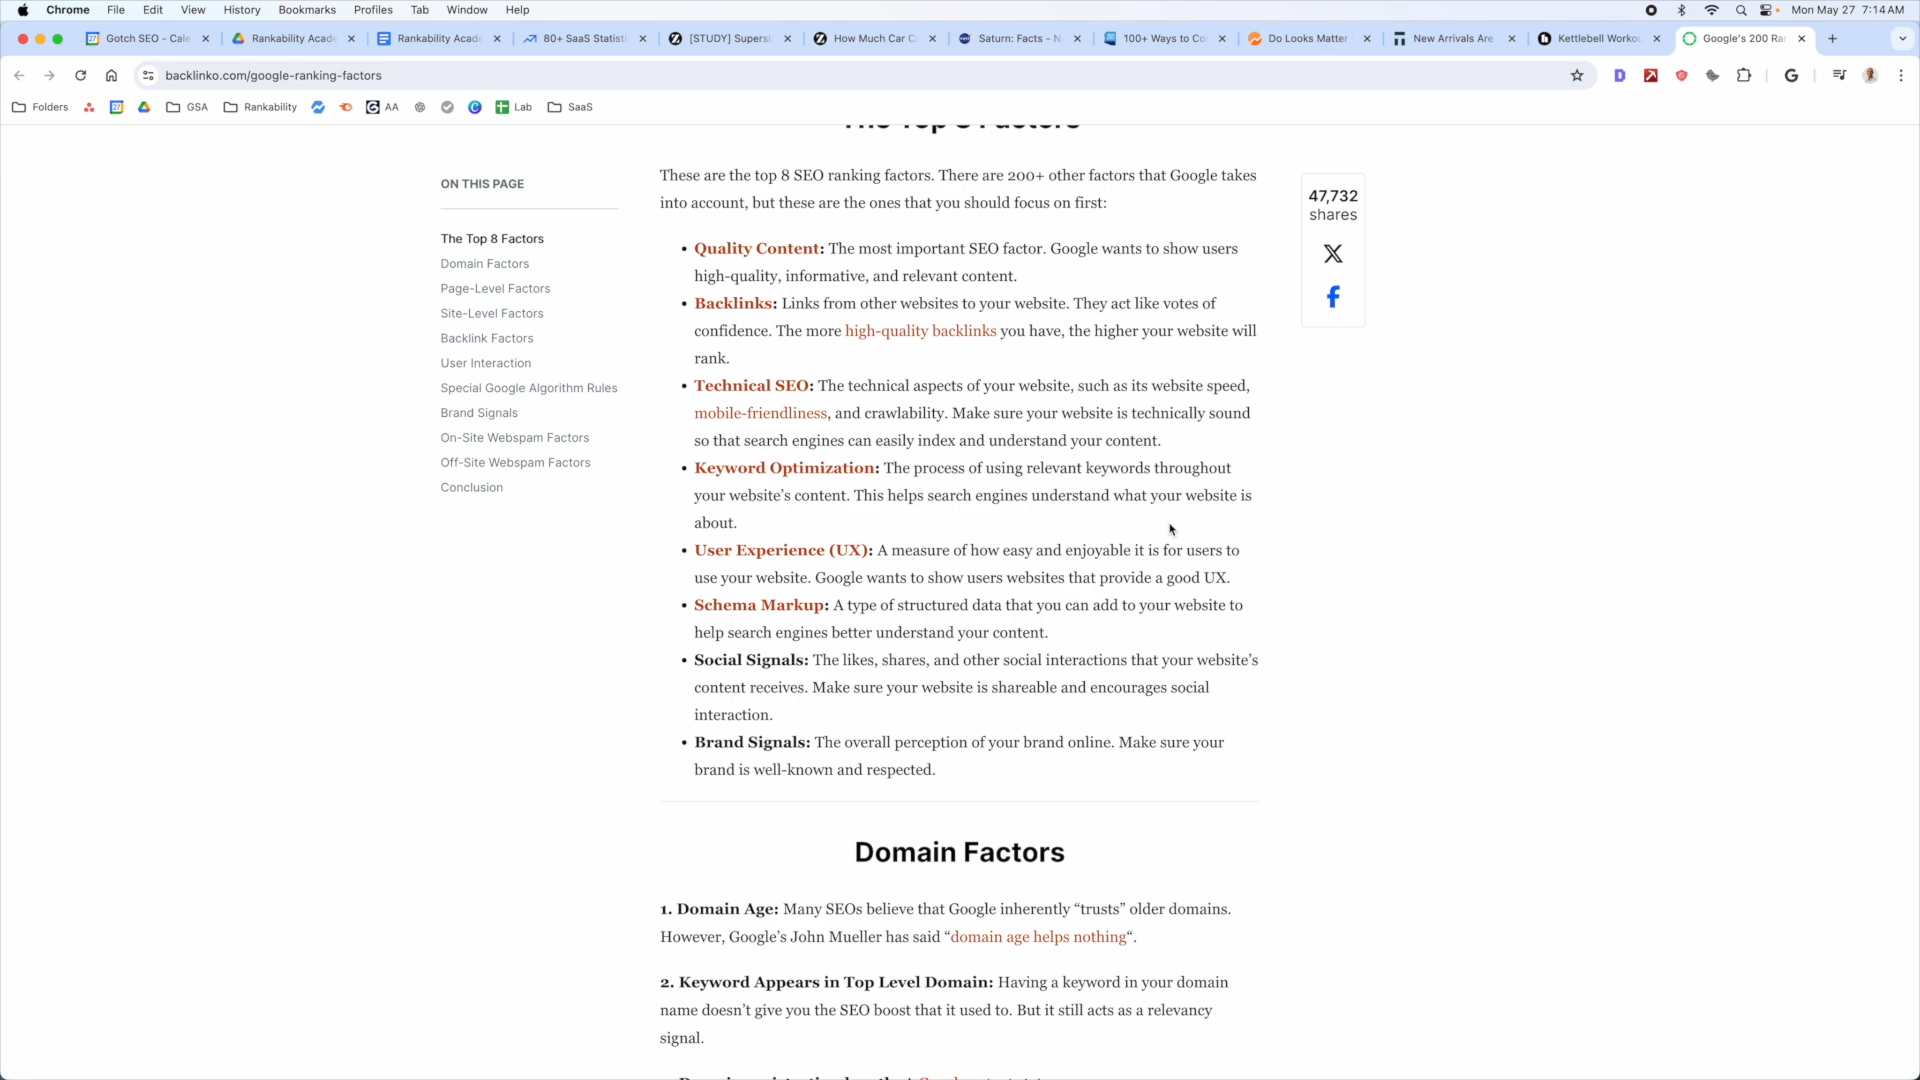 Chrome File Edit View History Bookmarks Profiles Tab Window Help Mon May 27 7:14 AM
Gotch SEO - Cale Rankability Acade Rankability Acade 80+ SaaS Statisti [STUDY] Supersi How Much Car C Saturn: Facts - N 100+ Ways to Co Do Looks Matter New Arrivals Are Kettlebell Workou Google's 200 Ran
backlinko.com/google-ranking-factors
Folders GSA Rankability AA Lab SaaS
The Top 8 Factors
ON THIS PAGE
The Top 8 Factors
Domain Factors
Page-Level Factors
Site-Level Factors
Backlink Factors
User Interaction
Special Google Algorithm Rules
Brand Signals
On-Site Webspam Factors
Off-Site Webspam Factors
Conclusion
These are the top 8 SEO ranking factors. There are 200+ other factors that Google takes
into account, but these are the ones that you should focus on first:
• Quality Content: The most important SEO factor. Google wants to show users
high-quality, informative, and relevant content.
• Backlinks: Links from other websites to your website. They act like votes of
confidence. The more high-quality backlinks you have, the higher your website will
rank.
• Technical SEO: The technical aspects of your website, such as its website speed,
mobile-friendliness, and crawlability. Make sure your website is technically sound
so that search engines can easily index and understand your content.
• Keyword Optimization: The process of using relevant keywords throughout
your website’s content. This helps search engines understand what your website is
about.
• User Experience (UX): A measure of how easy and enjoyable it is for users to
use your website. Google wants to show users websites that provide a good UX.
• Schema Markup: A type of structured data that you can add to your website to
help search engines better understand your content.
• Social Signals: The likes, shares, and other social interactions that your website’s
content receives. Make sure your website is shareable and encourages social
interaction.
• Brand Signals: The overall perception of your brand online. Make sure your
brand is well-known and respected.
47,732
shares
Domain Factors
1. Domain Age: Many SEOs believe that Google inherently “trusts” older domains.
However, Google’s John Mueller has said “domain age helps nothing“.
2. Keyword Appears in Top Level Domain: Having a keyword in your domain
name doesn’t give you the SEO boost that it used to. But it still acts as a relevancy
signal.